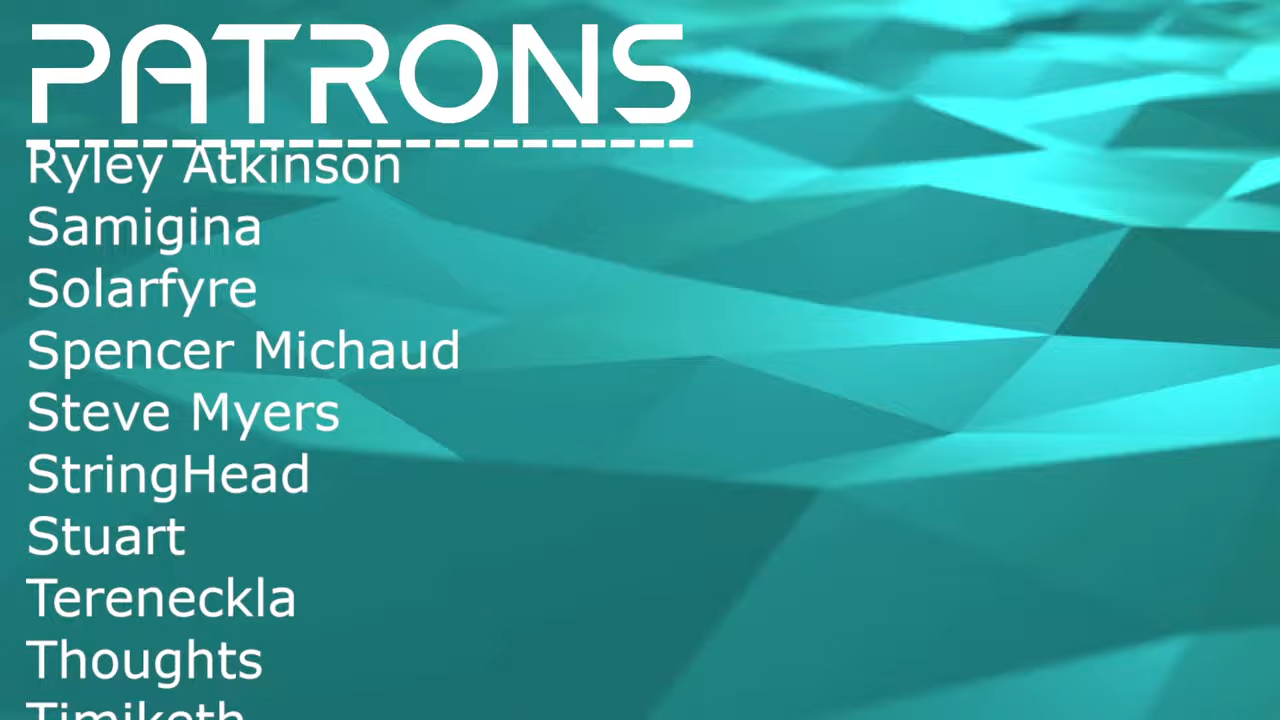 PATRONS
Ryley Atkinson
Samigina
Solarfyre
Spencer Michaud
Steve Myers
StringHead
Stuart
Tereneckla
Thoughts